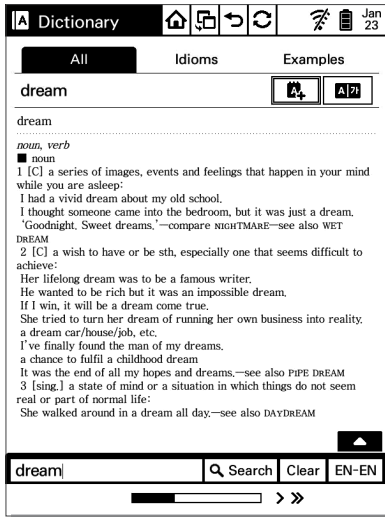 A Dictionary
Jan
23
All Idioms Examples
dream
A+ A가
dream
noun, verb
■ noun
1 [C] a series of images, events and feelings that happen in your mind
while you are asleep:
I had a vivid dream about my old school.
I thought someone came into the bedroom, but it was just a dream.
‘Goodnight. Sweet dreams.’—compare NIGHTMARE—see also WET
DREAM
2 [C] a wish to have or be sth, especially one that seems difficult to
achieve:
Her lifelong dream was to be a famous writer.
He wanted to be rich but it was an impossible dream.
If I win, it will be a dream come true.
She tried to turn her dream of running her own business into reality.
a dream car/house/job, etc.
I’ve finally found the man of my dreams.
a chance to fulfil a childhood dream
It was the end of all my hopes and dreams.—see also PIPE DREAM
3 [sing.] a state of mind or a situation in which things do not seem
real or part of normal life:
She walked around in a dream all day.—see also DAYDREAM
dream Search Clear EN-EN